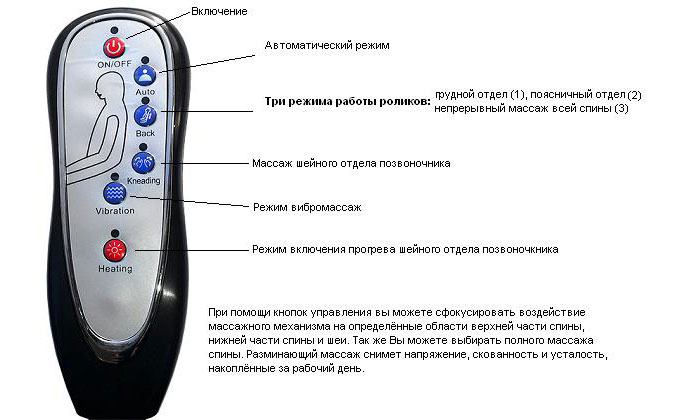 Включение
ON/OFF
Автоматический режим
Auto
Три режима работы роликов: грудной отдел (1), поясничный отдел (2)
непрерывный массаж всей спины (3)
Back
Массаж шейного отдела позвоночника
Kneading
Режим вибромассаж
Vibration
Режим включения прогрева шейного отдела позвоночкника
Heating
При помощи кнопок управления вы можете сфокусировать воздействие
массажного механизма на определённые области верхней части спины,
нижней части спины и шеи. Так же Вы можете выбирать полного массажа
спины. Разминающий массаж снимет напряжение, скованность и усталость,
накоплённые за рабочий день.